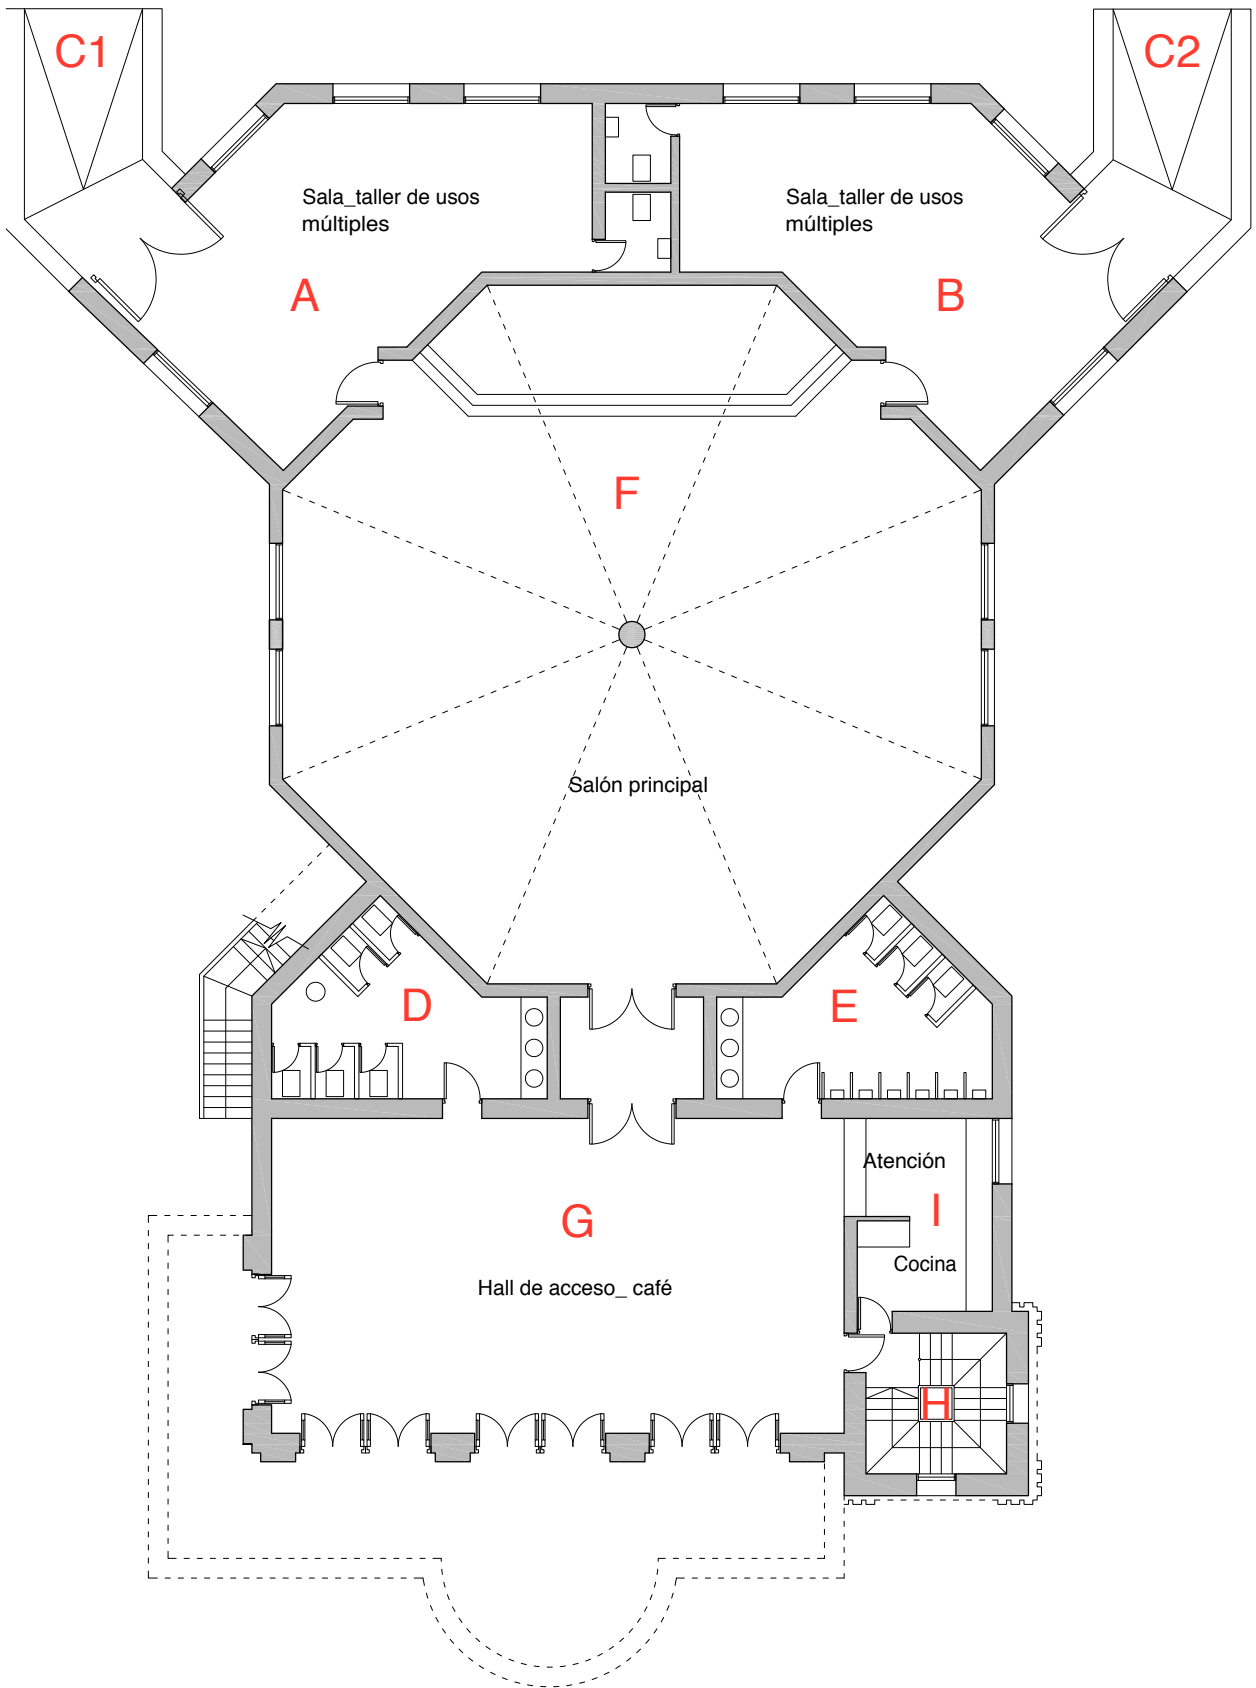 C1
C2
Sala_taller de usos
múltiples
Sala_taller de usos
múltiples
A
B
F
Salón principal
D
E
Atención
I
G
Cocina
Hall de acceso_ café
H